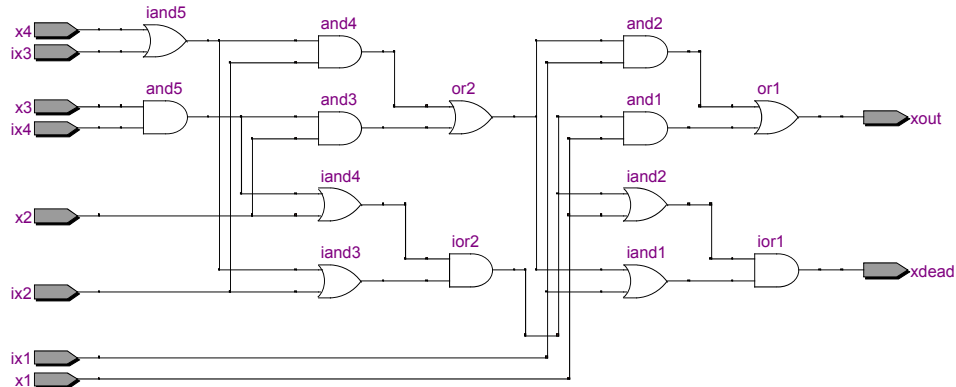 iand5
and4
and2
x4
ix3
x3
and5
and3
or2
and1
or1
xout
ix4
iand4
iand2
x2
iand3
ior2
iand1
ior1
xdead
ix2
ix1
x1